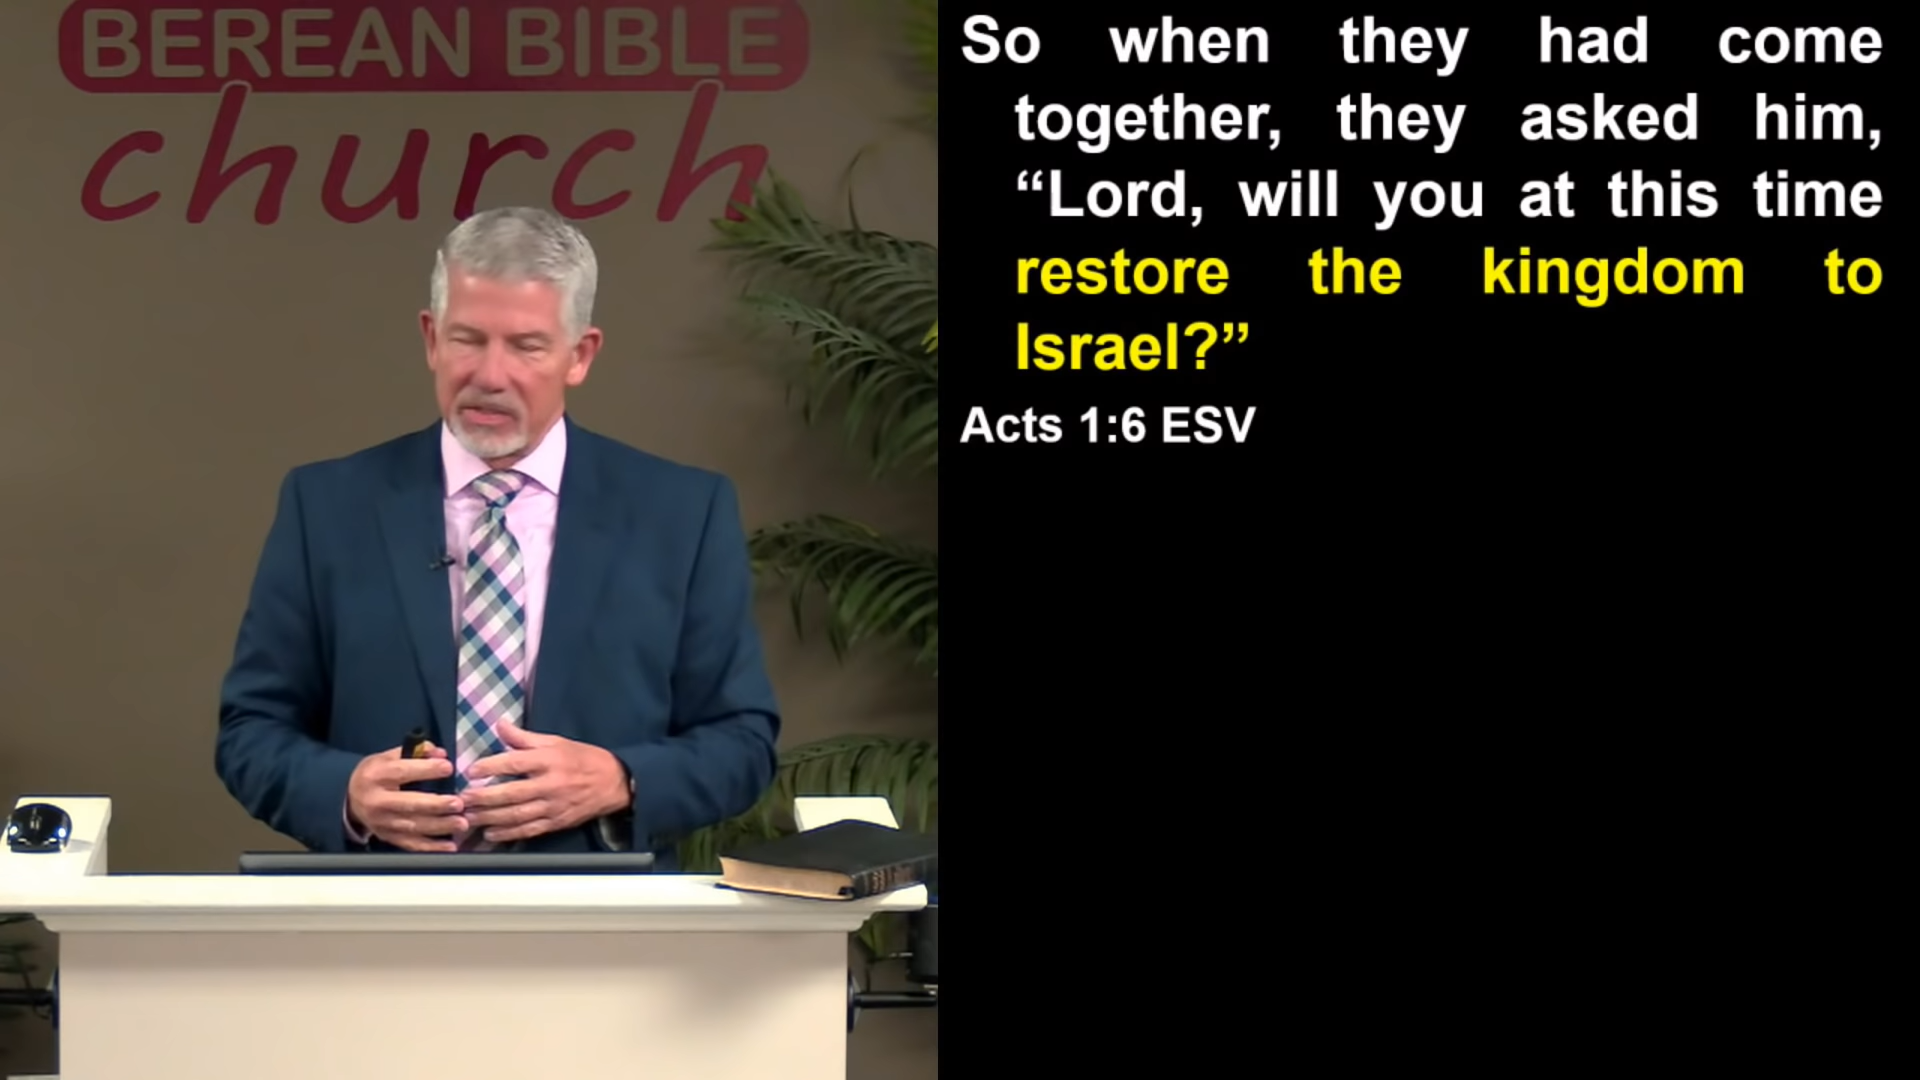 BEREAN BIBLE
church
So when they had come
together, they asked him,
“Lord, will you at this time
restore the kingdom to
Israel?”
Acts 1:6 ESV